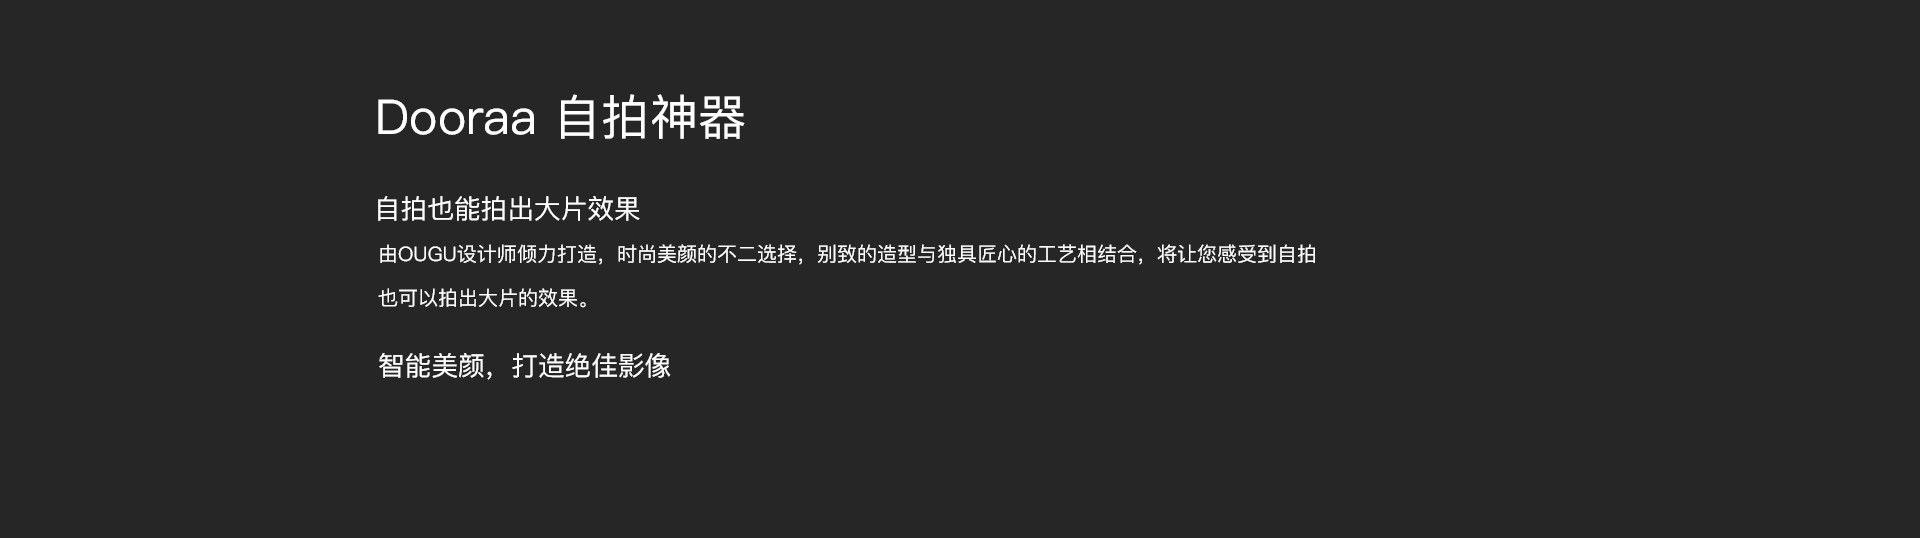 Dooraa 自拍神器
自拍也能拍出大片效果
由OUGU设计师倾力打造，时尚美颜的不二选择，别致的造型与独具匠心的工艺相结合，将让您感受到自拍
也可以拍出大片的效果。
智能美颜，打造绝佳影像